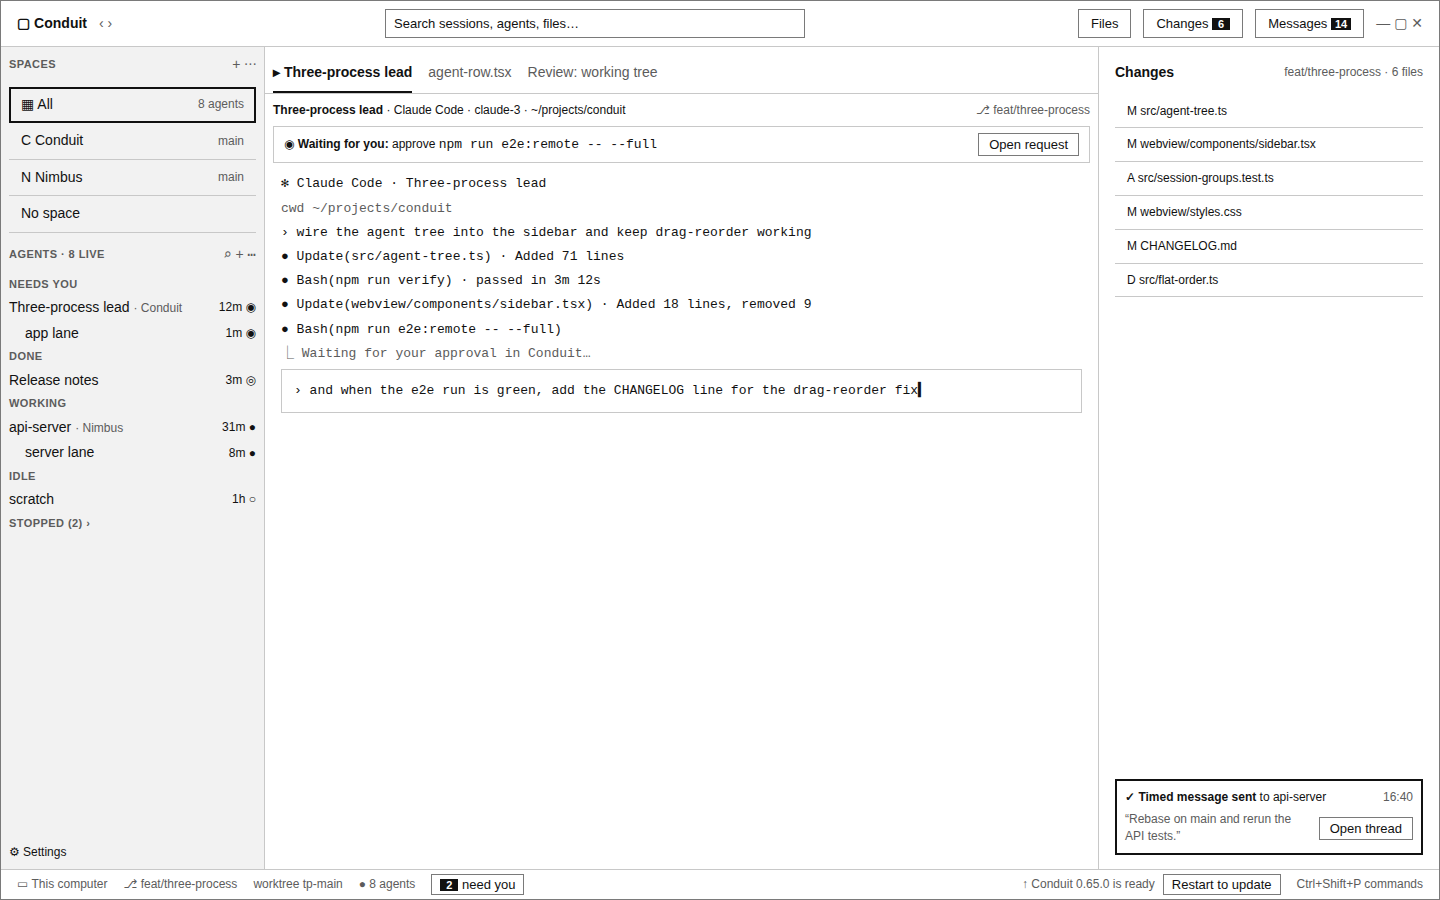 ▢ Conduit ‹ › Search sessions, agents, files… Files Changes 6 Messages 14 — ▢ ✕
SPACES + ⋯
▦ All 8 agents
C Conduit main
N Nimbus main
No space
AGENTS · 8 LIVE ⌕ + ⋯
NEEDS YOU
Three-process lead · Conduit 12m ◉
app lane 1m ◉
DONE
Release notes 3m ◎
WORKING
api-server · Nimbus 31m ●
server lane 8m ●
IDLE
scratch 1h ○
STOPPED (2) ›
⚙ Settings
▸ Three-process lead agent-row.tsx Review: working tree
Three-process lead · Claude Code · claude-3 · ~/projects/conduit ⎇ feat/three-process
◉ Waiting for you: approve npm run e2e:remote -- --full Open request
✻ Claude Code · Three-process lead
cwd ~/projects/conduit
› wire the agent tree into the sidebar and keep drag-reorder working
● Update(src/agent-tree.ts) · Added 71 lines
● Bash(npm run verify) · passed in 3m 12s
● Update(webview/components/sidebar.tsx) · Added 18 lines, removed 9
● Bash(npm run e2e:remote -- --full)
⎿ Waiting for your approval in Conduit…
› and when the e2e run is green, add the CHANGELOG line for the drag-reorder fix▍
Changes feat/three-process · 6 files
M src/agent-tree.ts
M webview/components/sidebar.tsx
A src/session-groups.test.ts
M webview/styles.css
M CHANGELOG.md
D src/flat-order.ts
✓ Timed message sent to api-server 16:40
“Rebase on main and rerun the
API tests.”
Open thread
▭ This computer ⎇ feat/three-process worktree tp-main ● 8 agents 2 need you ↑ Conduit 0.65.0 is ready Restart to update Ctrl+Shift+P commands